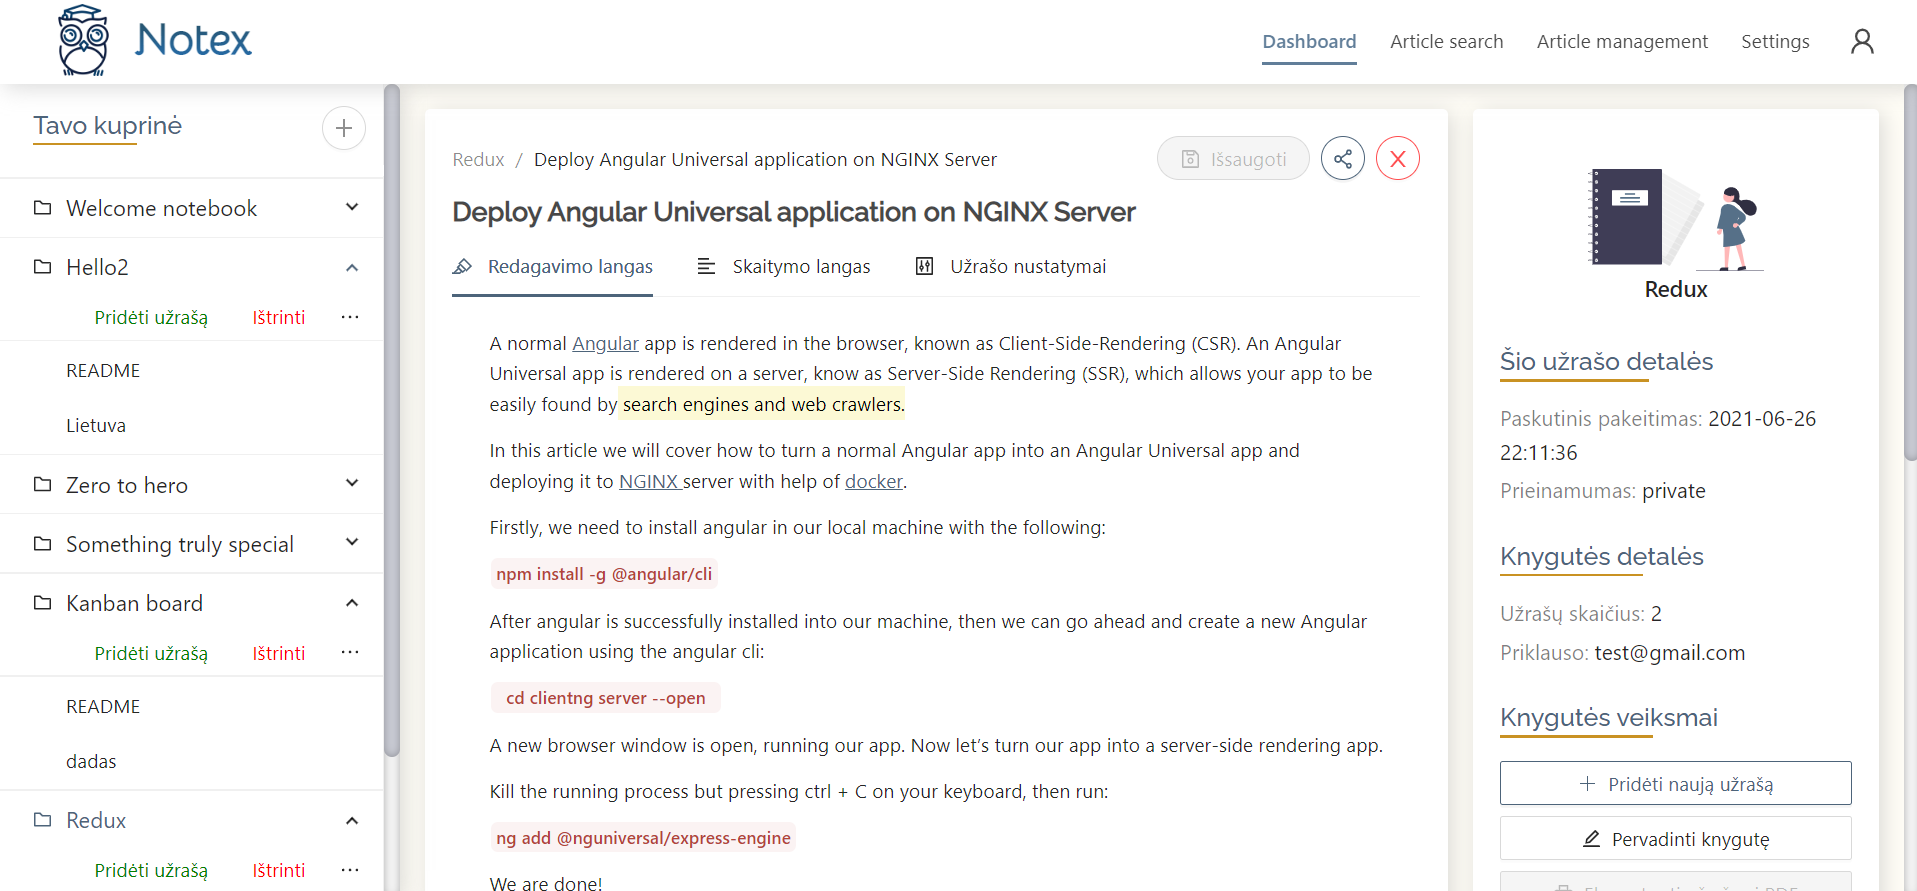 Notex
Dashboard
Article search
Article management
Settings
Tavo kuprinė
Welcome notebook
Hello2
Pridėti užrašą
Ištrinti
README
Lietuva
Zero to hero
Something truly special
Kanban board
Pridėti užrašą
Ištrinti
README
dadas
Redux
Pridėti užrašą
Ištrinti
Redux / Deploy Angular Universal application on NGINX Server
Išsaugoti
X
Deploy Angular Universal application on NGINX Server
Redagavimo langas
Skaitymo langas
Užrašo nustatymai
A normal Angular app is rendered in the browser, known as Client-Side-Rendering (CSR). An Angular
Universal app is rendered on a server, know as Server-Side Rendering (SSR), which allows your app to be
easily found by search engines and web crawlers.
In this article we will cover how to turn a normal Angular app into an Angular Universal app and
deploying it to NGINX server with help of docker.
Firstly, we need to install angular in our local machine with the following:
npm install -g @angular/cli
After angular is successfully installed into our machine, then we can go ahead and create a new Angular
application using the angular cli:
cd clientng server --open
A new browser window is open, running our app. Now let’s turn our app into a server-side rendering app.
Kill the running process but pressing ctrl + C on your keyboard, then run:
ng add @nguniversal/express-engine
We are done!
Redux
Šio užrašo detalės
Paskutinis pakeitimas: 2021-06-26
22:11:36
Prieinamumas: private
Knygutės detalės
Užrašų skaičius: 2
Priklauso: test@gmail.com
Knygutės veiksmai
Pridėti naują užrašą
Pervadinti knygutę